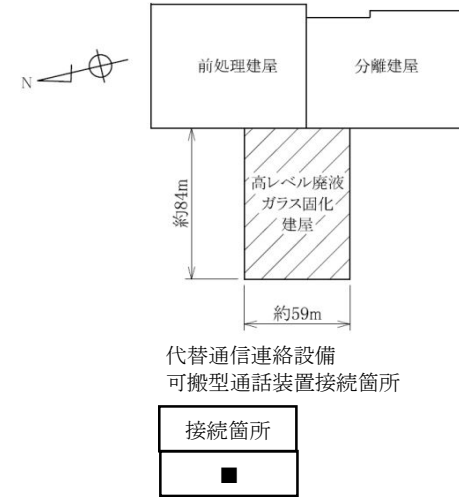 前処理建屋
分離建屋
N
高レベル廃液
ガラス固化
建屋
約84m
約59m
代替通信連絡設備
可搬型通話装置接続箇所
接続箇所
■